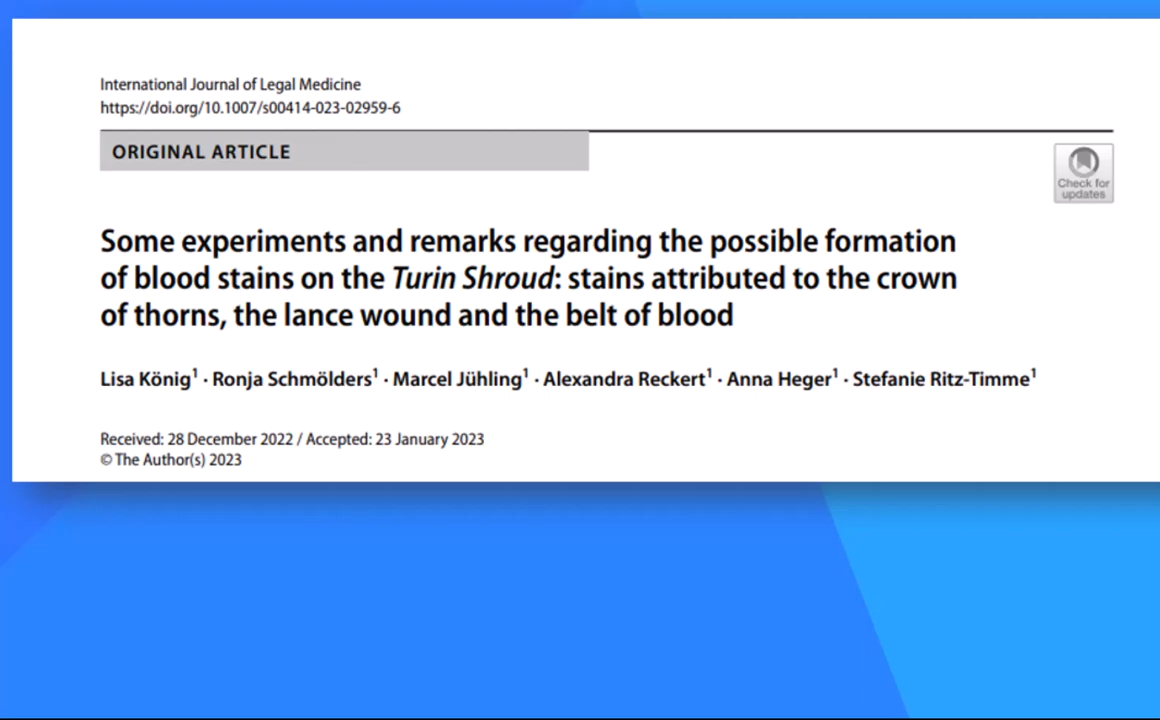 International Journal of Legal Medicine
https://doi.org/10.1007/s00414-023-02959-6
ORIGINAL ARTICLE
Check for
updates
Some experiments and remarks regarding the possible formation
of blood stains on the Turin Shroud: stains attributed to the crown
of thorns, the lance wound and the belt of blood
Lisa König¹ · Ronja Schmölders¹ · Marcel Jühling¹ · Alexandra Reckert¹ · Anna Heger¹ · Stefanie Ritz-Timme¹
Received: 28 December 2022 / Accepted: 23 January 2023
© The Author(s) 2023